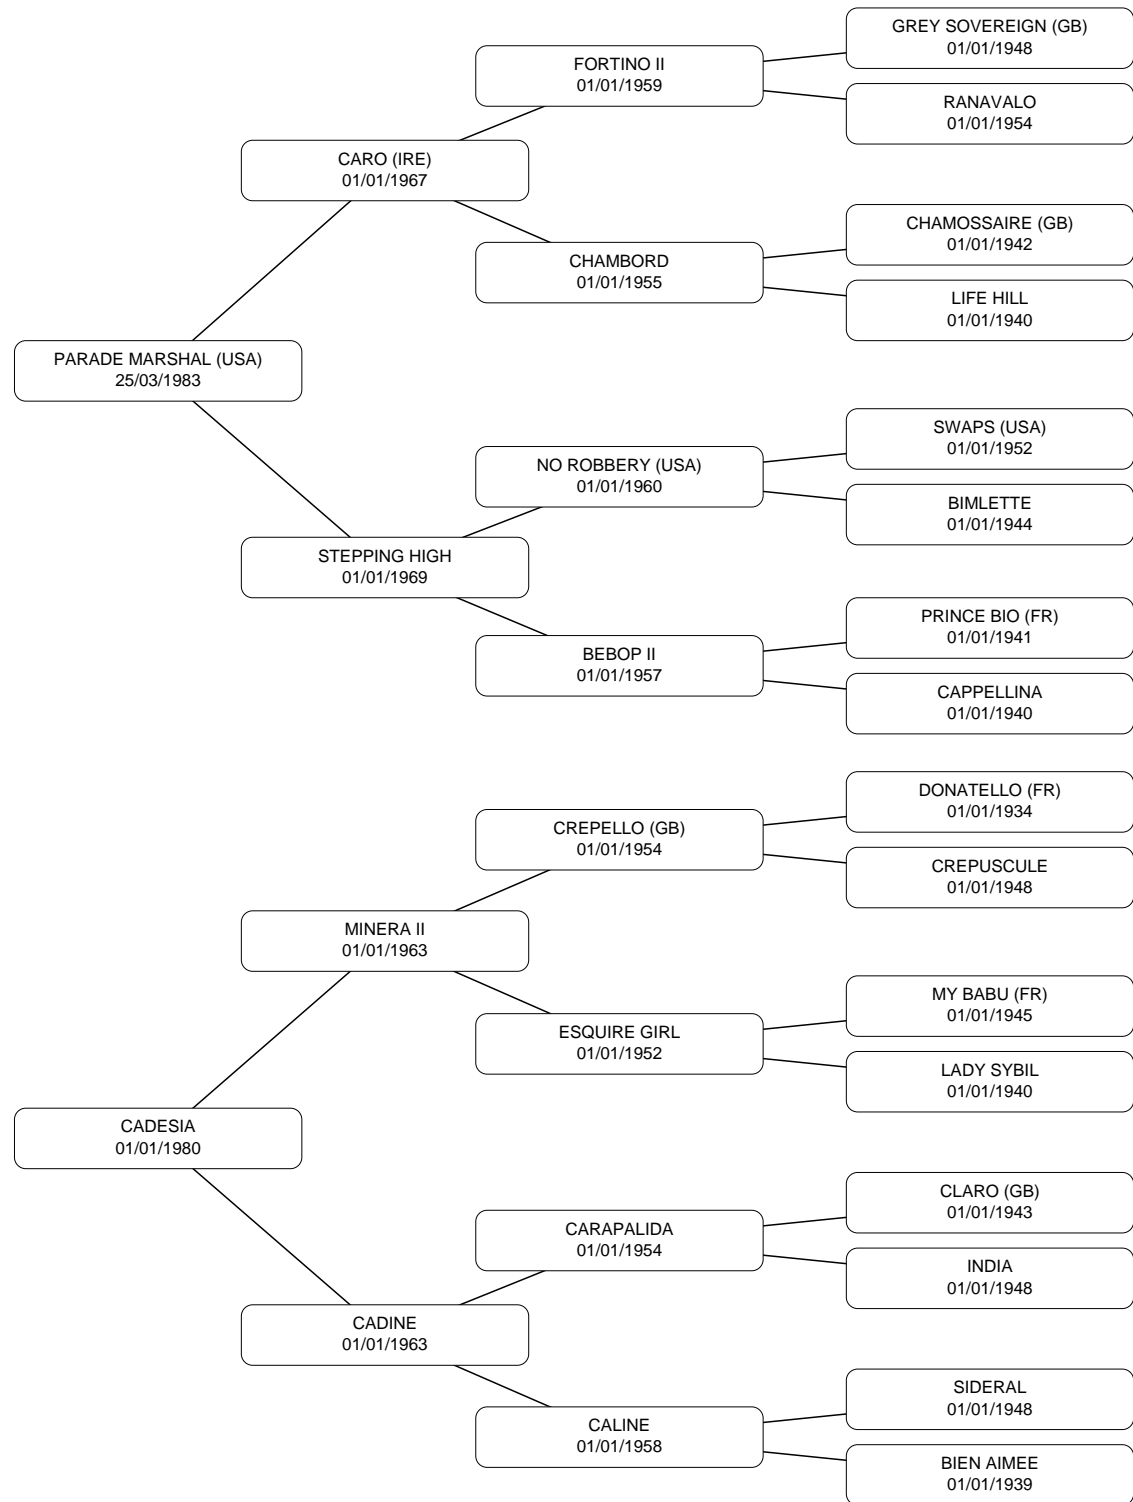 GREY SOVEREIGN (GB)
01/01/1948
FORTINO II
01/01/1959
RANAVALO
01/01/1954
CARO (IRE)
01/01/1967
CHAMOSSAIRE (GB)
01/01/1942
CHAMBORD
01/01/1955
LIFE HILL
01/01/1940
PARADE MARSHAL (USA)
25/03/1983
SWAPS (USA)
01/01/1952
NO ROBBERY (USA)
01/01/1960
BIMLETTE
01/01/1944
STEPPING HIGH
01/01/1969
PRINCE BIO (FR)
01/01/1941
BEBOP II
01/01/1957
CAPPELLINA
01/01/1940
DONATELLO (FR)
01/01/1934
CREPELLO (GB)
01/01/1954
CREPUSCULE
01/01/1948
MINERA II
01/01/1963
MY BABU (FR)
01/01/1945
ESQUIRE GIRL
01/01/1952
LADY SYBIL
01/01/1940
CADESIA
01/01/1980
CLARO (GB)
01/01/1943
CARAPALIDA
01/01/1954
INDIA
01/01/1948
CADINE
01/01/1963
SIDERAL
01/01/1948
CALINE
01/01/1958
BIEN AIMEE
01/01/1939